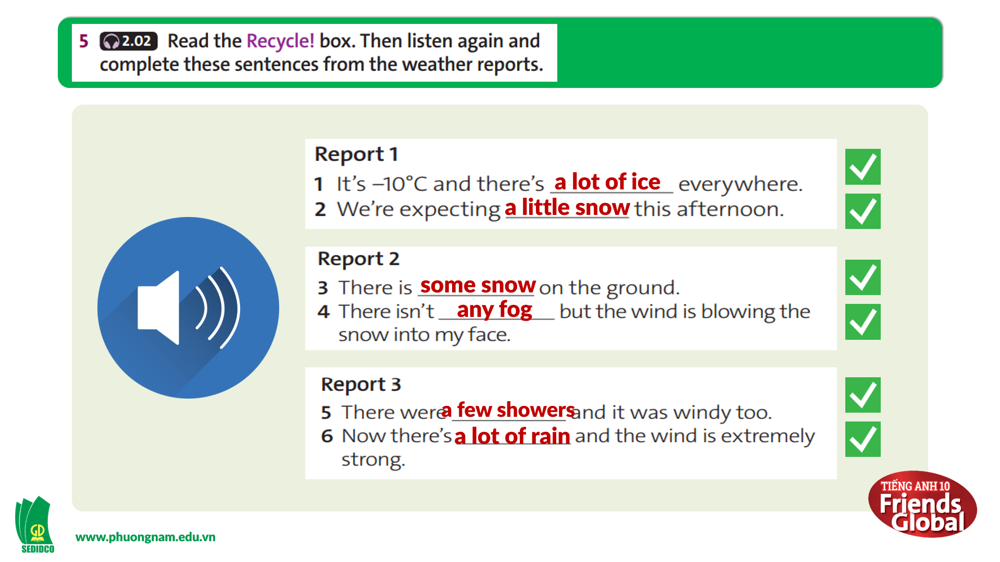 5 2.02 Read the Recycle! box. Then listen again and
complete these sentences from the weather reports.
Report 1
1 It's –10°C and there's a lot of ice everywhere.
2 We're expecting a little snow this afternoon.
Report 2
3 There is some snow on the ground.
4 There isn't any fog but the wind is blowing the
snow into my face.
Report 3
5 There were a few showers and it was windy too.
6 Now there's a lot of rain and the wind is extremely
strong.
TIẾNG ANH 10
Friends
Global
GD
SEDIDCO
www.phuongnam.edu.vn